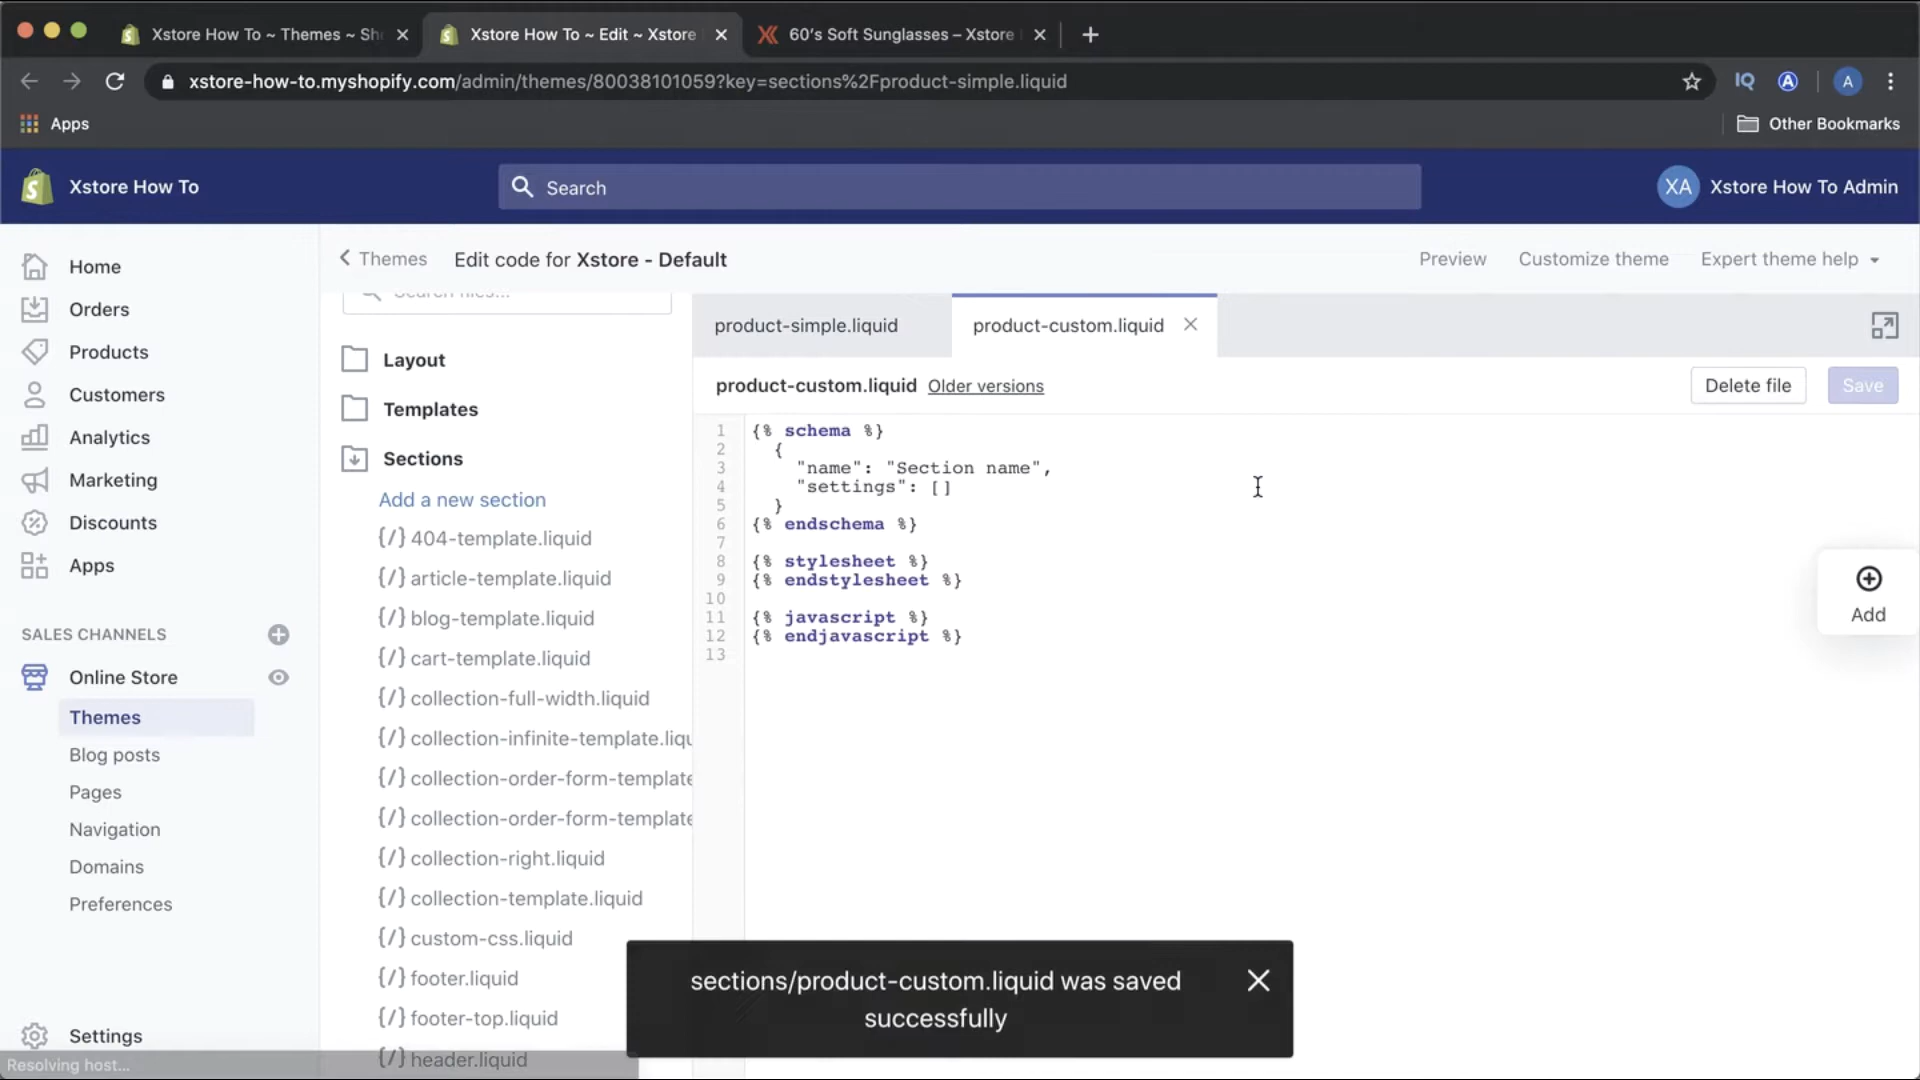 Xstore How To ~ Themes ~ Sh
Xstore How To ~ Edit ~ Xstore
60's Soft Sunglasses – Xstore
xstore-how-to.myshopify.com/admin/themes/80038101059?key=sections%2Fproduct-simple.liquid
IQ
A
A
Apps
Other Bookmarks
Xstore How To
Search
XA
Xstore How To Admin
Home
Orders
Products
Customers
Analytics
Marketing
Discounts
Apps
SALES CHANNELS
Online Store
Themes
Blog posts
Pages
Navigation
Domains
Preferences
Settings
Resolving host...
Themes
Edit code for Xstore - Default
Preview
Customize theme
Expert theme help
Search files...
Layout
Templates
Sections
Add a new section
{/} 404-template.liquid
{/} article-template.liquid
{/} blog-template.liquid
{/} cart-template.liquid
{/} collection-full-width.liquid
{/} collection-infinite-template.liqu
{/} collection-order-form-template
{/} collection-order-form-template
{/} collection-right.liquid
{/} collection-template.liquid
{/} custom-css.liquid
{/} footer.liquid
{/} footer-top.liquid
{/} header.liquid
product-simple.liquid
product-custom.liquid
product-custom.liquid Older versions
Delete file
Save
1 {% schema %}
2 {
3 "name": "Section name",
4 "settings": []
5 }
6 {% endschema %}
7
8 {% stylesheet %}
9 {% endstylesheet %}
10
11 {% javascript %}
12 {% endjavascript %}
13
Add
sections/product-custom.liquid was saved
successfully